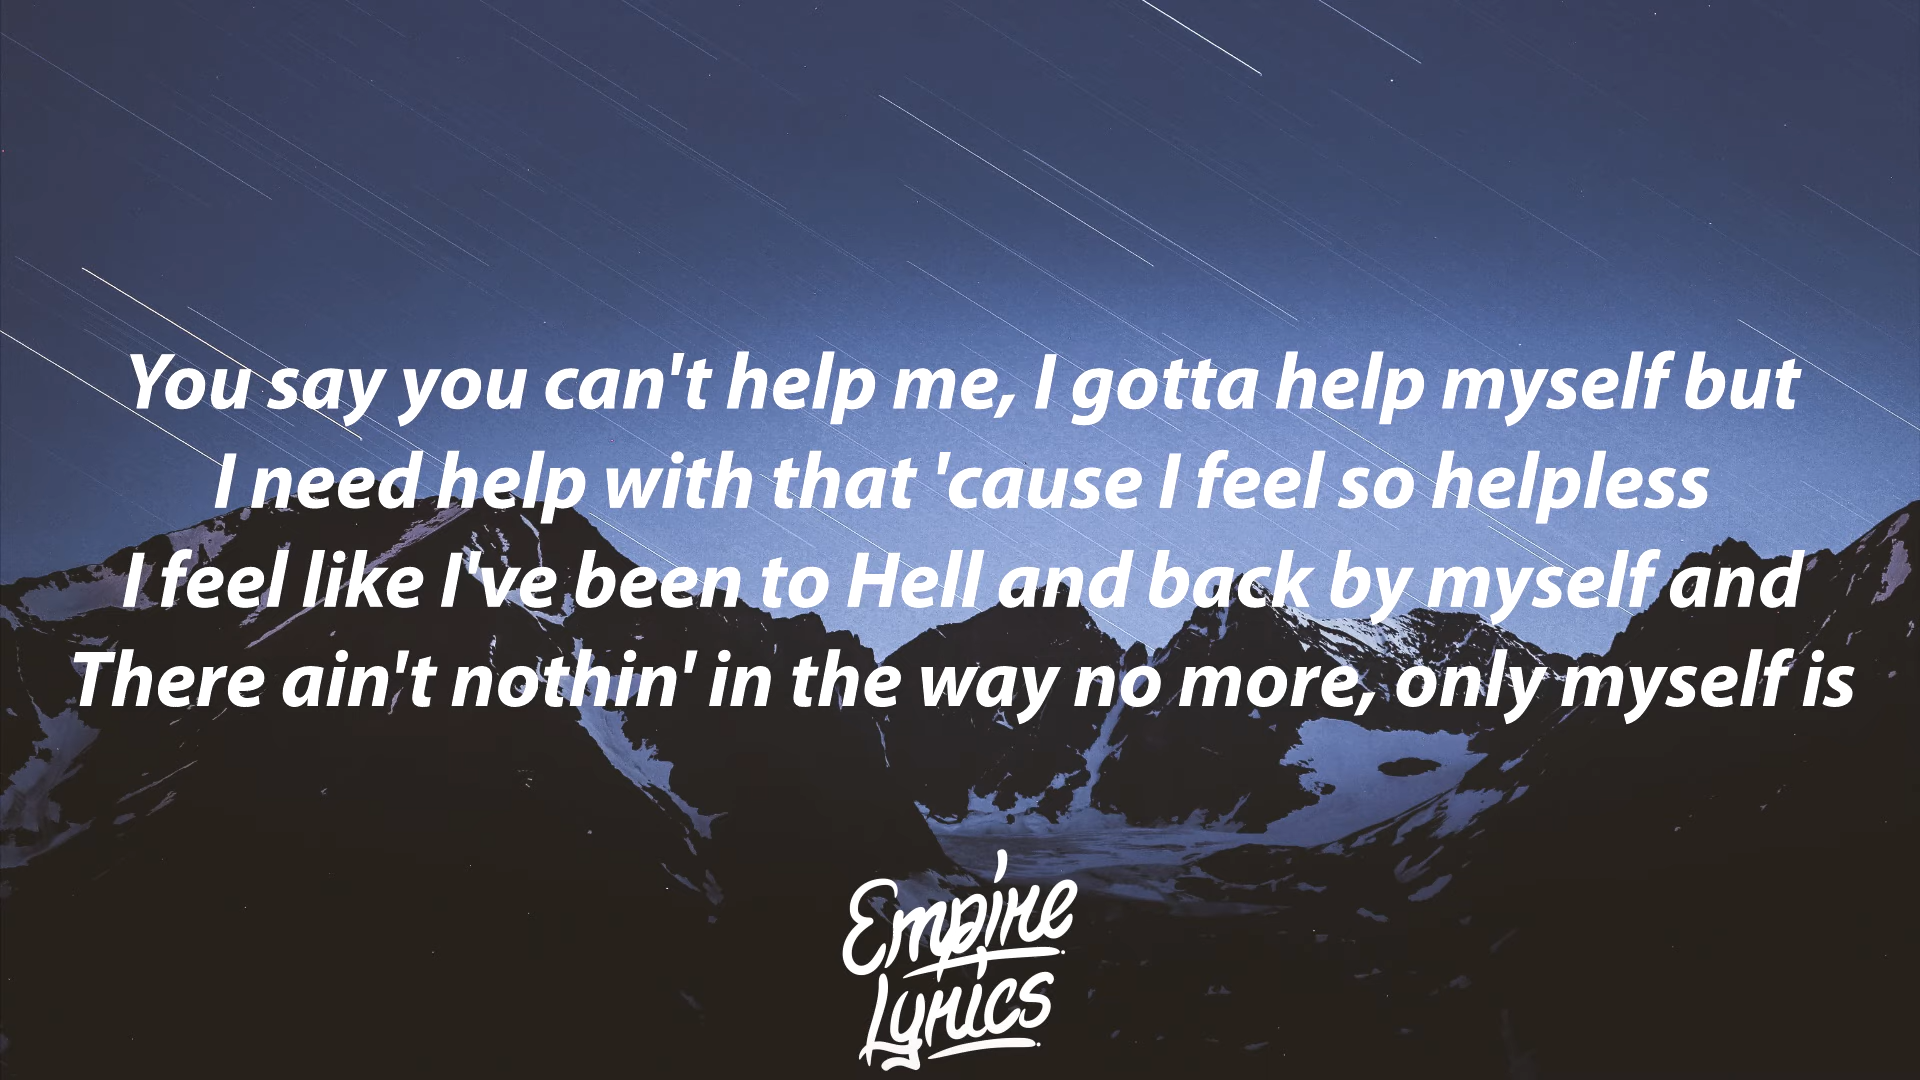 You say you can't help me, I gotta help myself but
I need help with that 'cause I feel so helpless
I feel like I've been to Hell and back by myself and
There ain't nothin' in the way no more, only myself is
Empire
Lyrics